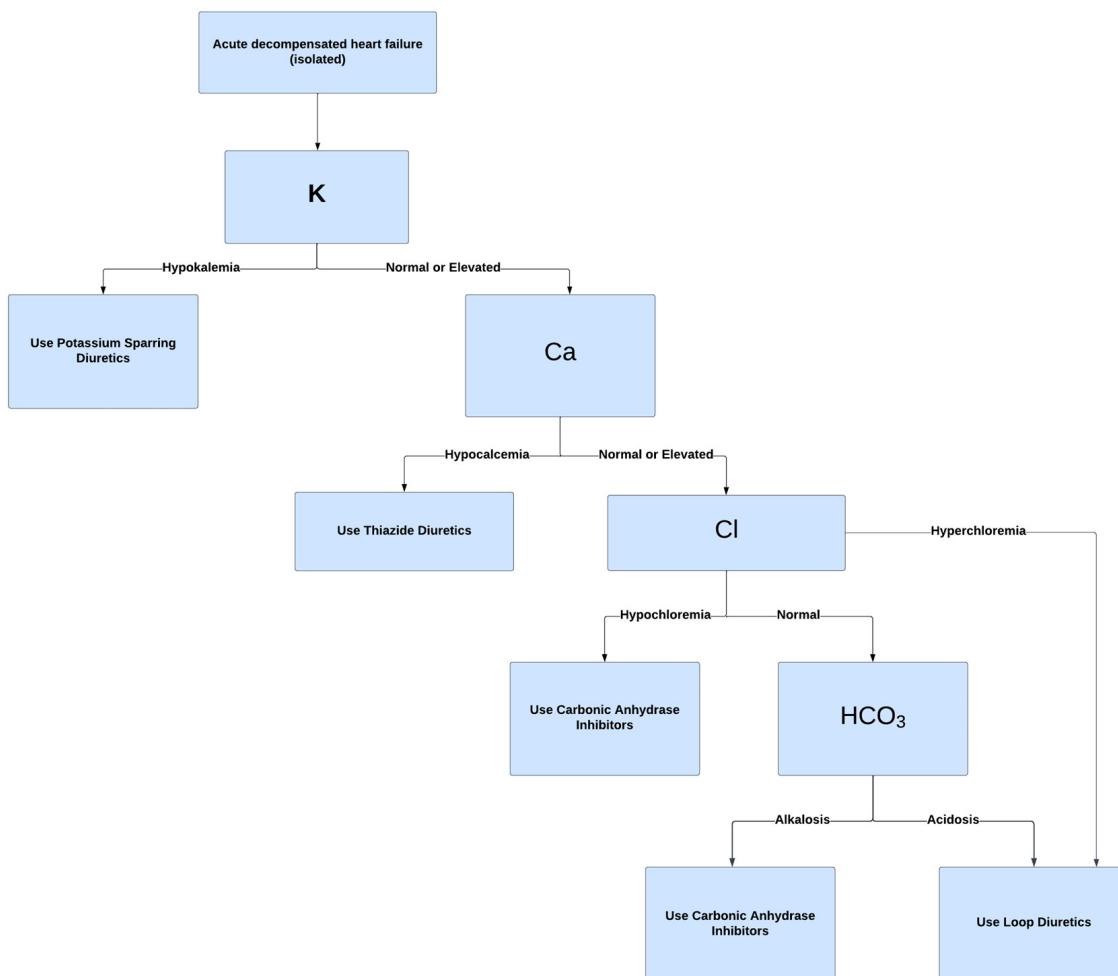 Acute decompensated heart failure
(isolated)
K
Hypokalemia
Normal or Elevated
Use Potassium Sparring
Diuretics
Ca
Hypocalcemia
Normal or Elevated
Use Thiazide Diuretics
Cl
Hyperchloremia
Hypochloremia
Normal
Use Carbonic Anhydrase
Inhibitors
HCO₃
Alkalosis
Acidosis
Use Carbonic Anhydrase
Inhibitors
Use Loop Diuretics